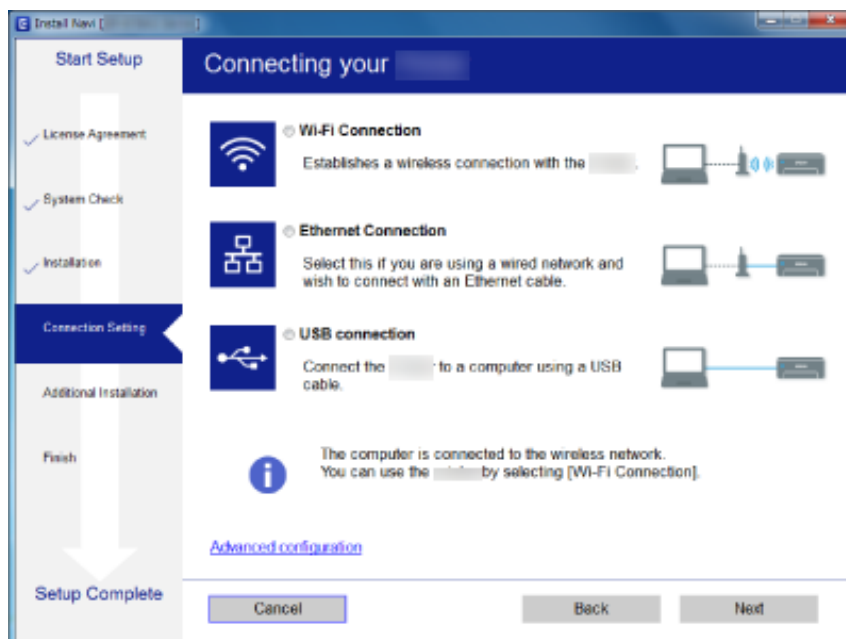 Install Navi [
Start Setup
Connecting your
License Agreement
System Check
Installation
Connection Setting
Additional Installation
Finish
Setup Complete
Wi-Fi Connection
Establishes a wireless connection with the .
Ethernet Connection
Select this if you are using a wired network and
wish to connect with an Ethernet cable.
USB connection
Connect the to a computer using a USB
cable.
The computer is connected to the wireless network.
You can use the by selecting [Wi-Fi Connection].
Advanced configuration
Cancel
Back
Next